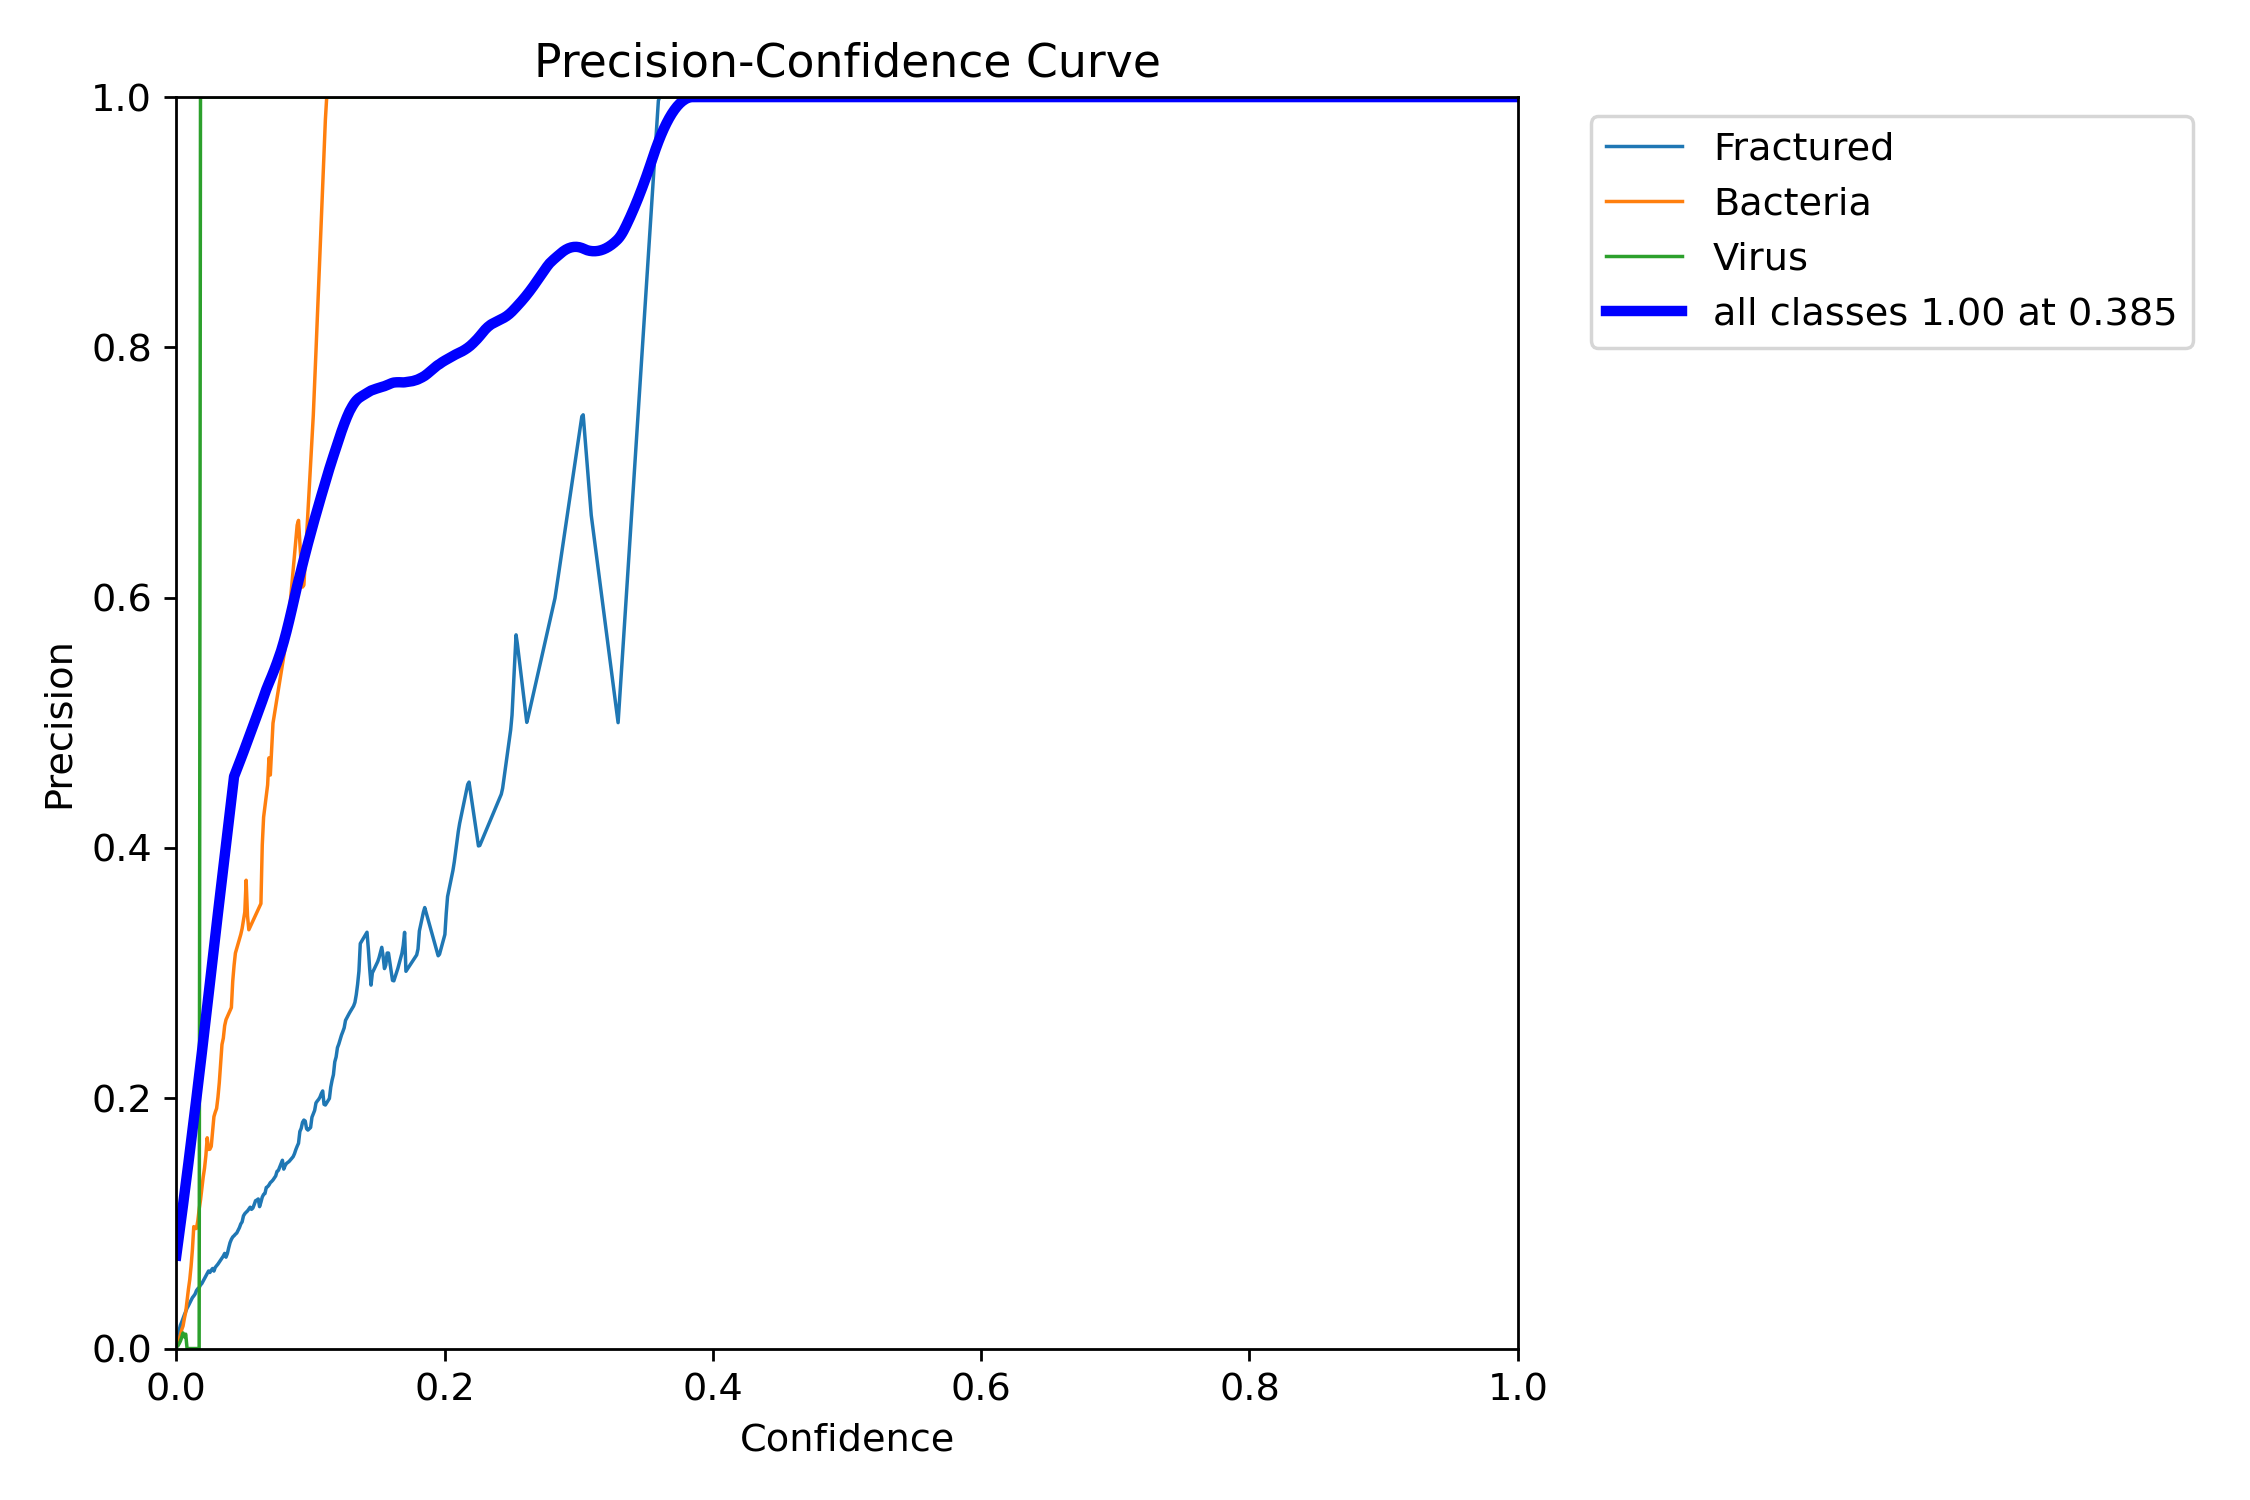 Precision-Confidence Curve
1.0
0.8
0.6
0.4
0.2
0.0
Precision
0.0 0.2 0.4 0.6 0.8 1.0
Confidence
Fractured
Bacteria
Virus
all classes 1.00 at 0.385